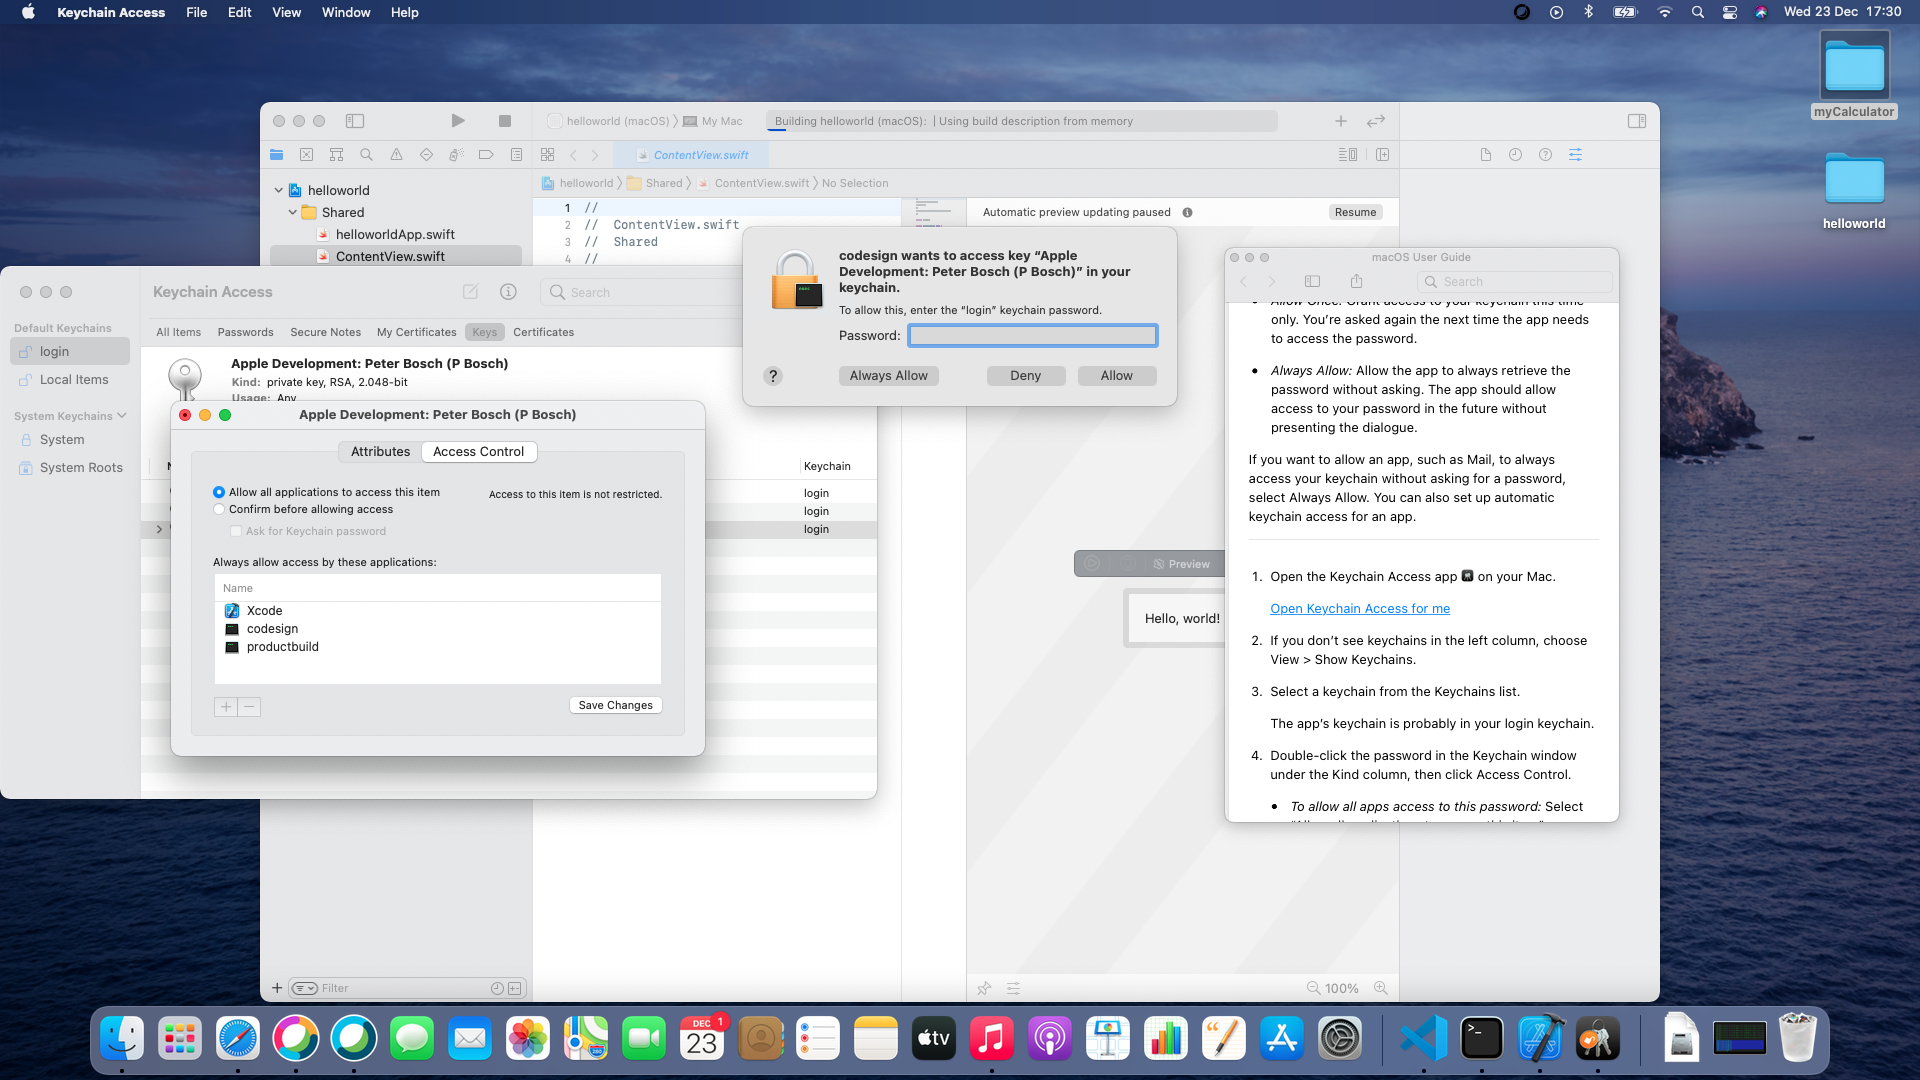 Keychain Access File Edit View Window Help
Wed 23 Dec 17:30
myCalculator
helloworld
helloworld (macOS) 〉 My Mac
Building helloworld (macOS): | Using build description from memory
ContentView.swift
helloworld 〉 Shared 〉 ContentView.swift 〉 No Selection
helloworld
Shared
helloworldApp.swift
ContentView.swift
1 //
2 // ContentView.swift
3 // Shared
4 //
Automatic preview updating paused
Resume
Keychain Access
Search
Default Keychains
login
Local Items
System Keychains
System
System Roots
All Items Passwords Secure Notes My Certificates Keys Certificates
Apple Development: Peter Bosch (P Bosch)
Kind: private key, RSA, 2.048-bit
Usage: Any
Keychain
login
login
login
codesign wants to access key “Apple
Development: Peter Bosch (P Bosch)” in your
keychain.
To allow this, enter the “login” keychain password.
Password:
? Always Allow Deny Allow
Apple Development: Peter Bosch (P Bosch)
Attributes Access Control
Allow all applications to access this item
Access to this item is not restricted.
Confirm before allowing access
Ask for Keychain password
Always allow access by these applications:
Name
Xcode
codesign
productbuild
+ −
Save Changes
Preview
Hello, world!
macOS User Guide
Search
Allow Once: Grant access to your keychain this time
only. You’re asked again the next time the app needs
to access the password.
• Always Allow: Allow the app to always retrieve the
password without asking. The app should allow
access to your password in the future without
presenting the dialogue.
If you want to allow an app, such as Mail, to always
access your keychain without asking for a password,
select Always Allow. You can also set up automatic
keychain access for an app.
1. Open the Keychain Access app on your Mac.
Open Keychain Access for me
2. If you don’t see keychains in the left column, choose
View > Show Keychains.
3. Select a keychain from the Keychains list.
The app’s keychain is probably in your login keychain.
4. Double-click the password in the Keychain window
under the Kind column, then click Access Control.
• To allow all apps access to this password: Select
Filter
100%
DEC 1
23
tv
>_